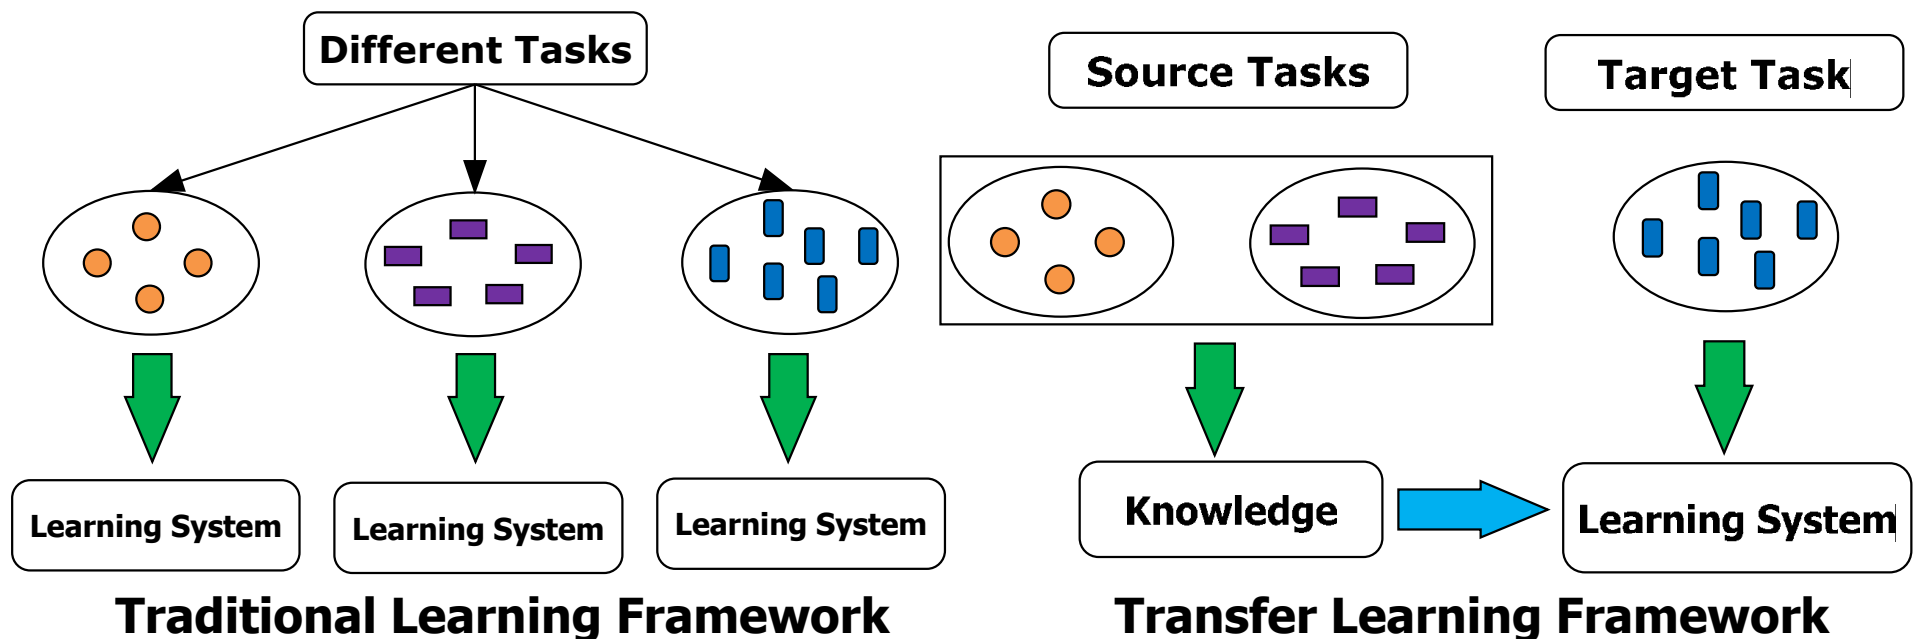 Different Tasks
Source Tasks
Target Task
Learning System
Learning System
Learning System
Knowledge
Learning System
Traditional Learning Framework
Transfer Learning Framework